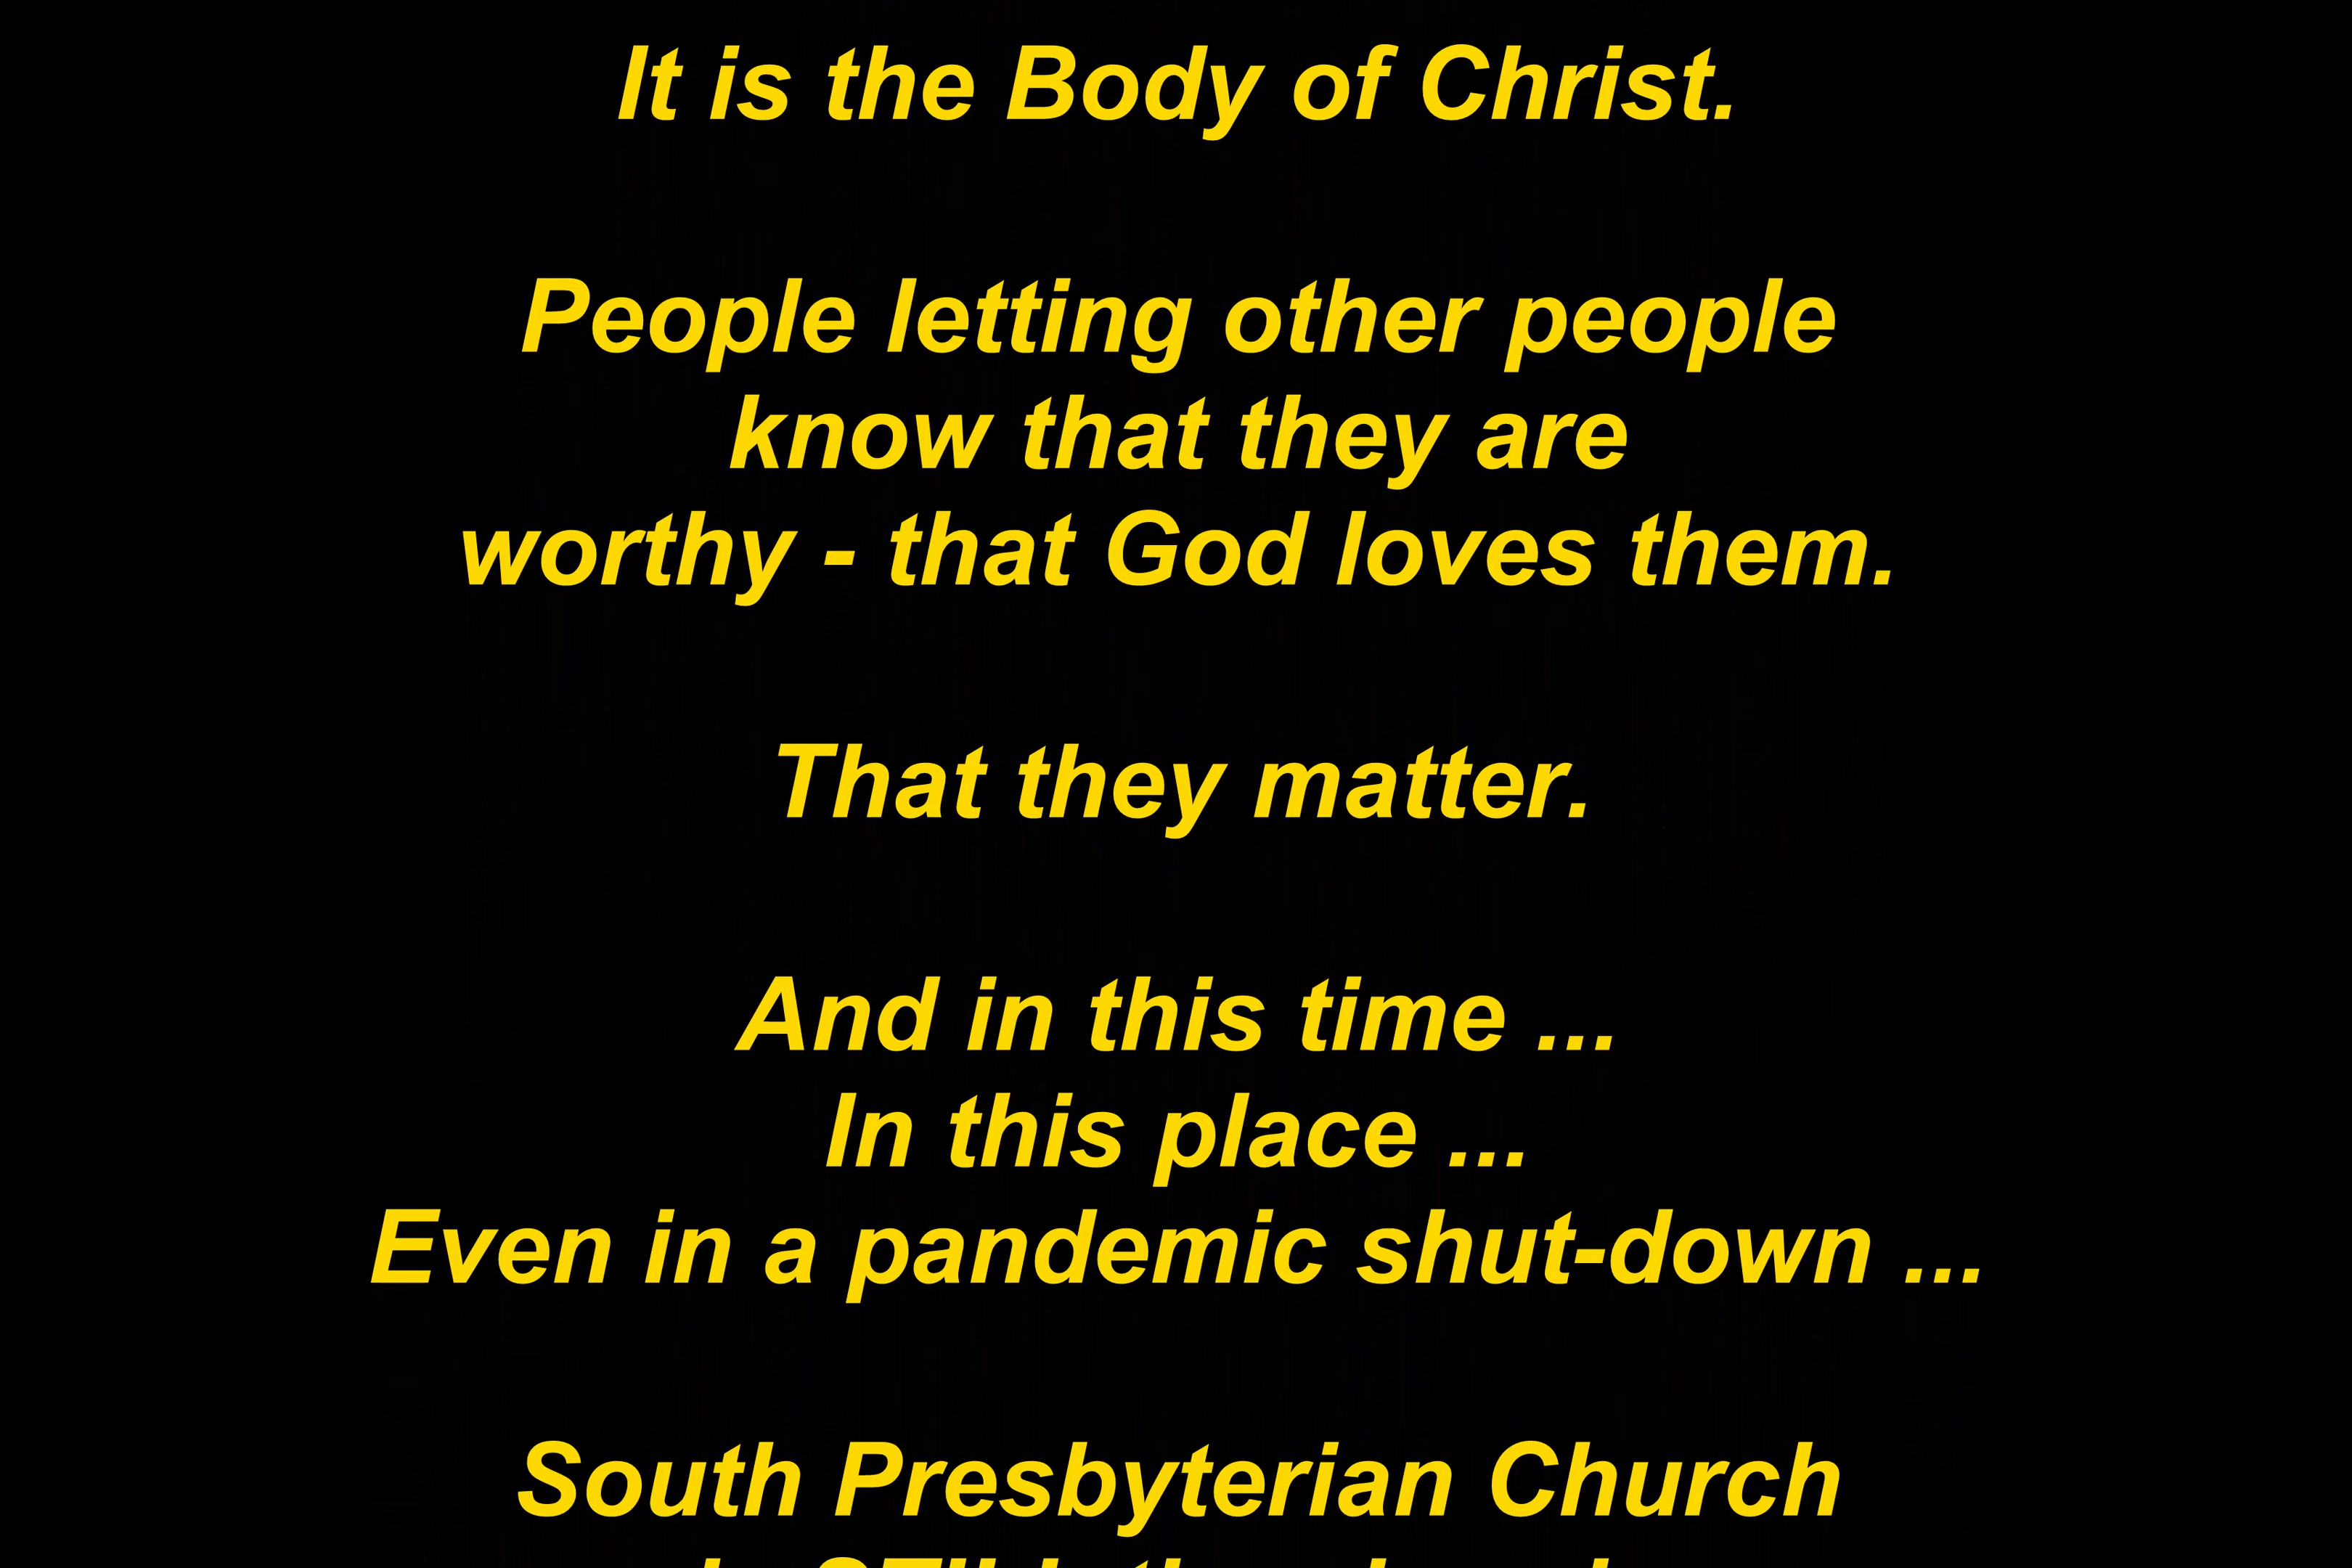 It is the Body of Christ.
People letting other people
know that they are
worthy - that God loves them.
That they matter.
And in this time ...
In this place ...
Even in a pandemic shut-down ...
South Presbyterian Church